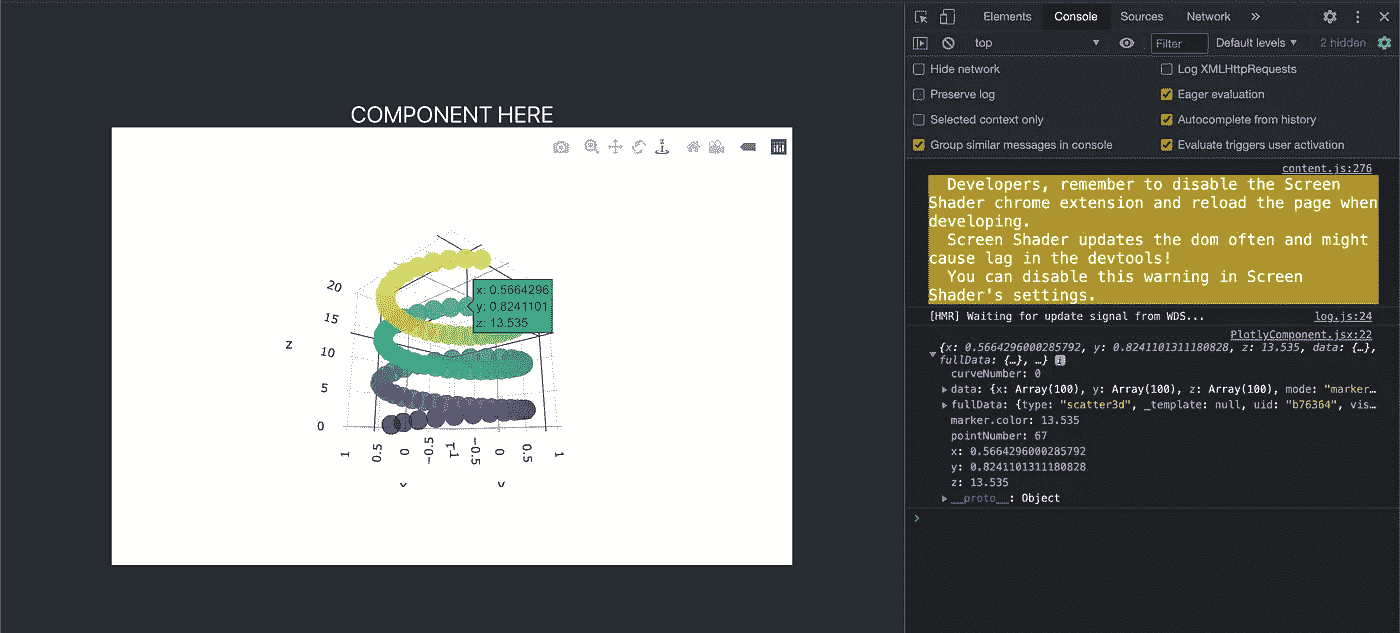 COMPONENT HERE
x: 0.5664296
y: 0.8241101
z: 13.535
20
15
10
5
0
z
1
0.5
0
−0.5
−1
1
−0.5
0
0.5
1
x
y
Elements Console Sources Network »
top Filter Default levels 2 hidden
Hide network Log XMLHttpRequests
Preserve log Eager evaluation
Selected context only Autocomplete from history
Group similar messages in console Evaluate triggers user activation
content.js:276
Developers, remember to disable the Screen
Shader chrome extension and reload the page when
developing.
Screen Shader updates the dom often and might
cause lag in the devtools!
You can disable this warning in Screen
Shader's settings.
[HMR] Waiting for update signal from WDS... log.js:24
PlotlyComponent.jsx:22
{x: 0.5664296000285792, y: 0.8241101311180828, z: 13.535, data: {…},
fullData: {…}, …}
curveNumber: 0
data: {x: Array(100), y: Array(100), z: Array(100), mode: "marker…
fullData: {type: "scatter3d", _template: null, uid: "b76364", vis…
marker.color: 13.535
pointNumber: 67
x: 0.5664296000285792
y: 0.8241101311180828
z: 13.535
__proto__: Object